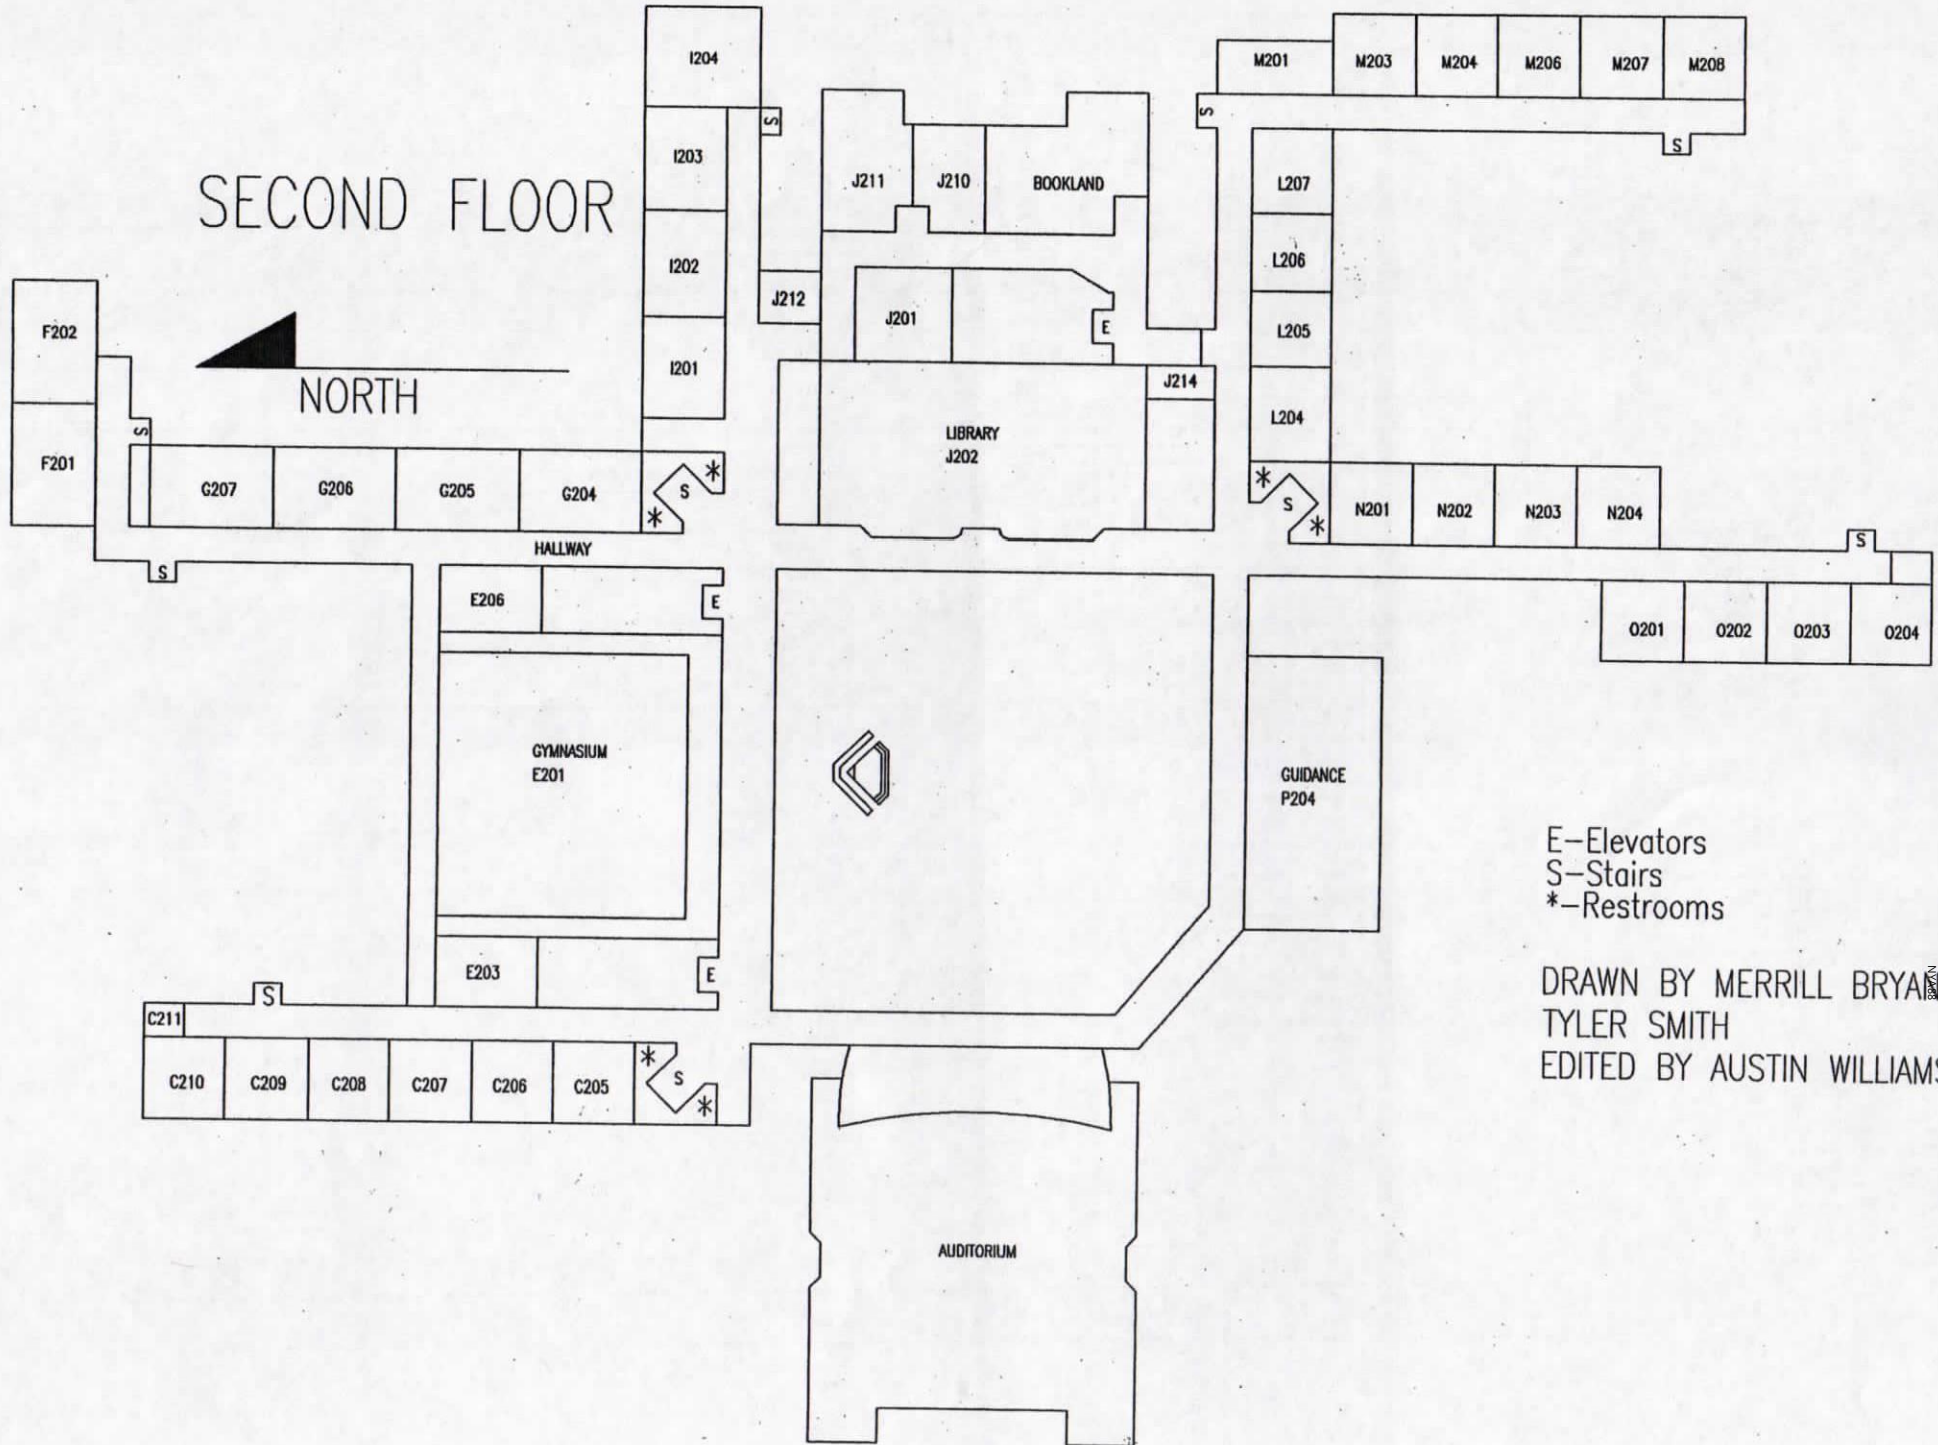 I204
M201
M203
M204
M206
M207
M208
S
S
S
I203
J211
J210
BOOKLAND
L207
SECOND FLOOR
I202
J212
L206
F202
J201
E
L205
NORTH
I201
J214
L204
S
F201
G207
G206
G205
G204
*
S
*
LIBRARY
J202
*
S
*
N201
N202
N203
N204
HALLWAY
S
S
E206
E
O201
O202
O203
O204
GYMNASIUM
E201
GUIDANCE
P204
E-Elevators
S-Stairs
*-Restrooms
E203
E
S
C211
C210
C209
C208
C207
C206
C205
*
S
*
DRAWN BY MERRILL BRYAN
TYLER SMITH
EDITED BY AUSTIN WILLIAMS
AUDITORIUM